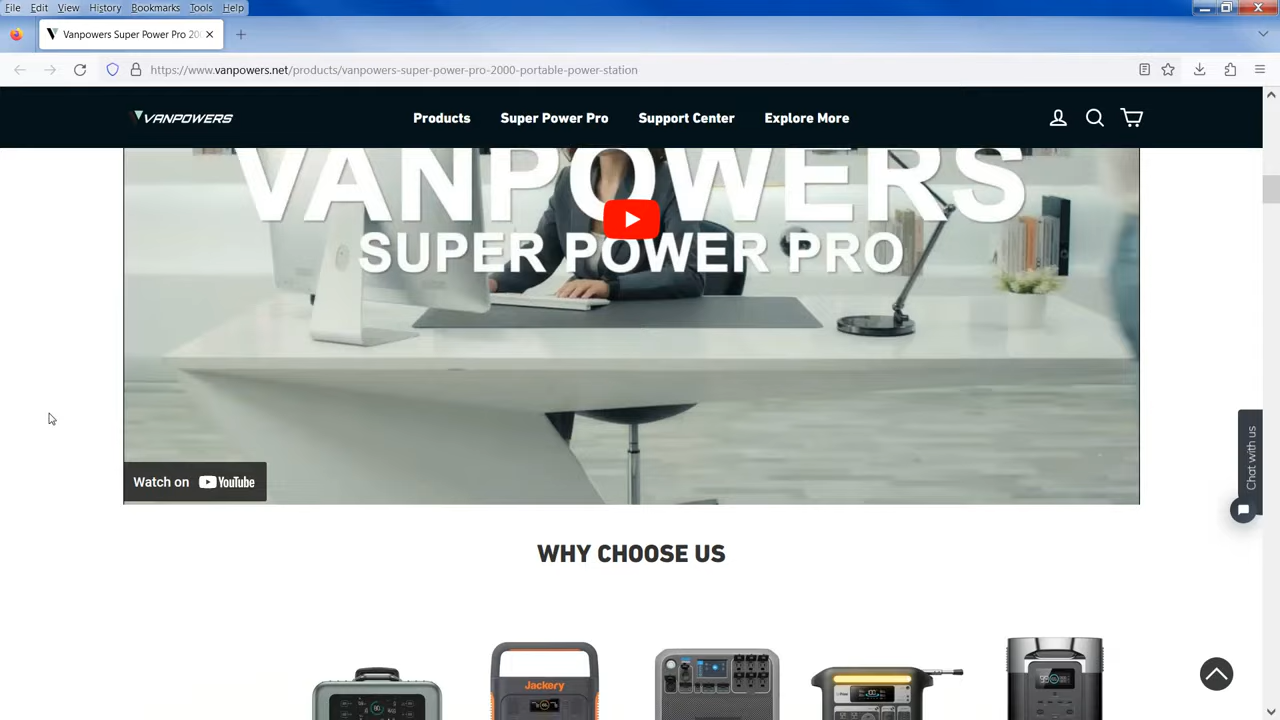 File Edit View History Bookmarks Tools Help
Vanpowers Super Power Pro 20
https://www.vanpowers.net/products/vanpowers-super-power-pro-2000-portable-power-station
VANPOWERS
Products
Super Power Pro
Support Center
Explore More
VANPOWERS
SUPER POWER PRO
Watch on YouTube
Chat with us
WHY CHOOSE US
Jackery